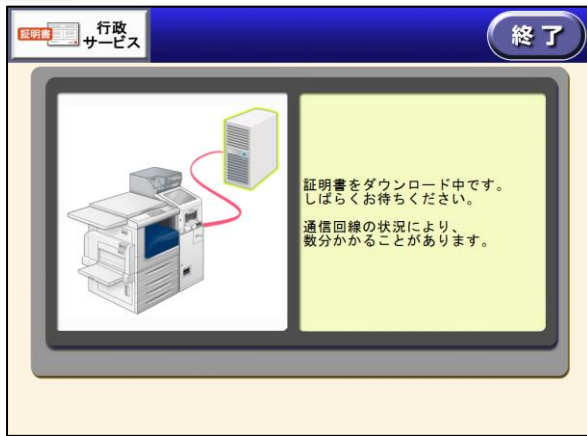 証明書
行政
サービス
終了
証明書をダウンロード中です。
しばらくお待ちください。
通信回線の状況により、
数分かかることがあります。